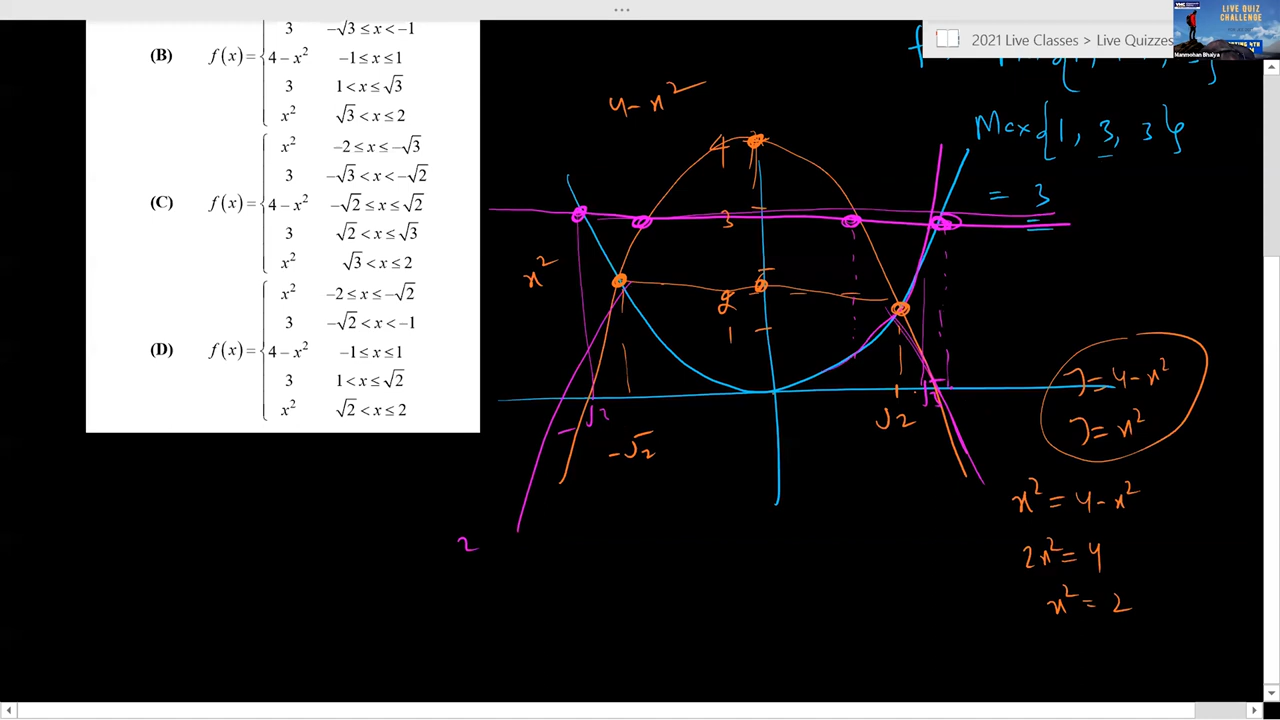 3 −√3 ≤ x < −1
(B) f(x) = { 4 − x² −1 ≤ x ≤ 1
3 1 < x ≤ √3
x² √3 < x ≤ 2
x² −2 ≤ x ≤ −√3
3 −√3 < x < −√2
(C) f(x) = { 4 − x² −√2 ≤ x ≤ √2
3 √2 < x ≤ √3
x² √3 < x ≤ 2
x² −2 ≤ x ≤ −√2
3 −√2 < x < −1
(D) f(x) = { 4 − x² −1 ≤ x ≤ 1
3 1 < x ≤ √2
x² √2 < x ≤ 2
2021 Live Classes > Live Quizzes
VMC
LIVE QUIZ
CHALLENGE
Manmohan Bhaiya
4 − x²
Max{1, 3, 3}
= 3
4
3
x²
2
1
√2
−√2
y = 4 − x²
y = x²
x² = 4 − x²
2x² = 4
x² = 2
2